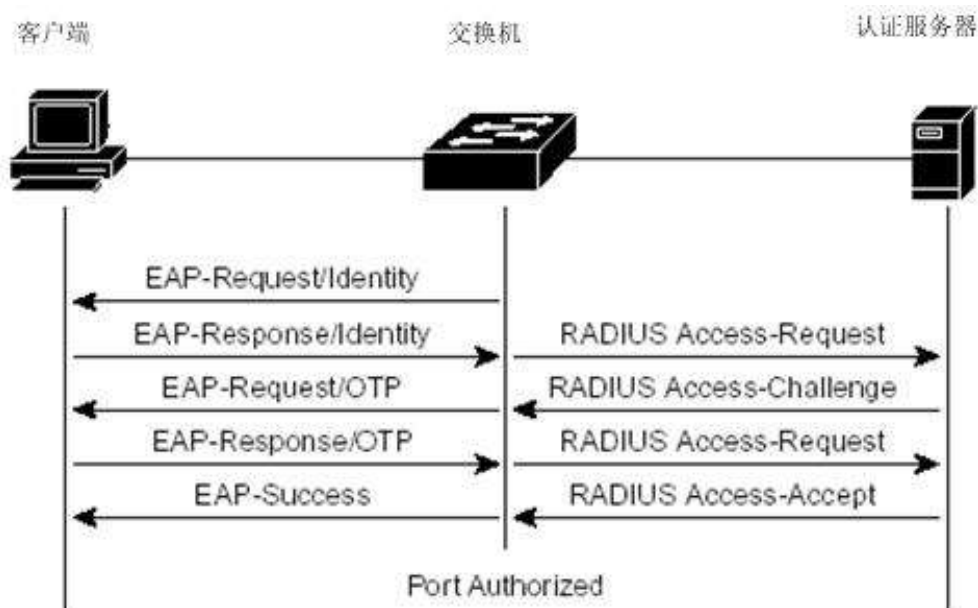 客户端 交换机 认证服务器
EAP-Request/Identity
EAP-Response/Identity RADIUS Access-Request
EAP-Request/OTP RADIUS Access-Challenge
EAP-Response/OTP RADIUS Access-Request
EAP-Success RADIUS Access-Accept
Port Authorized